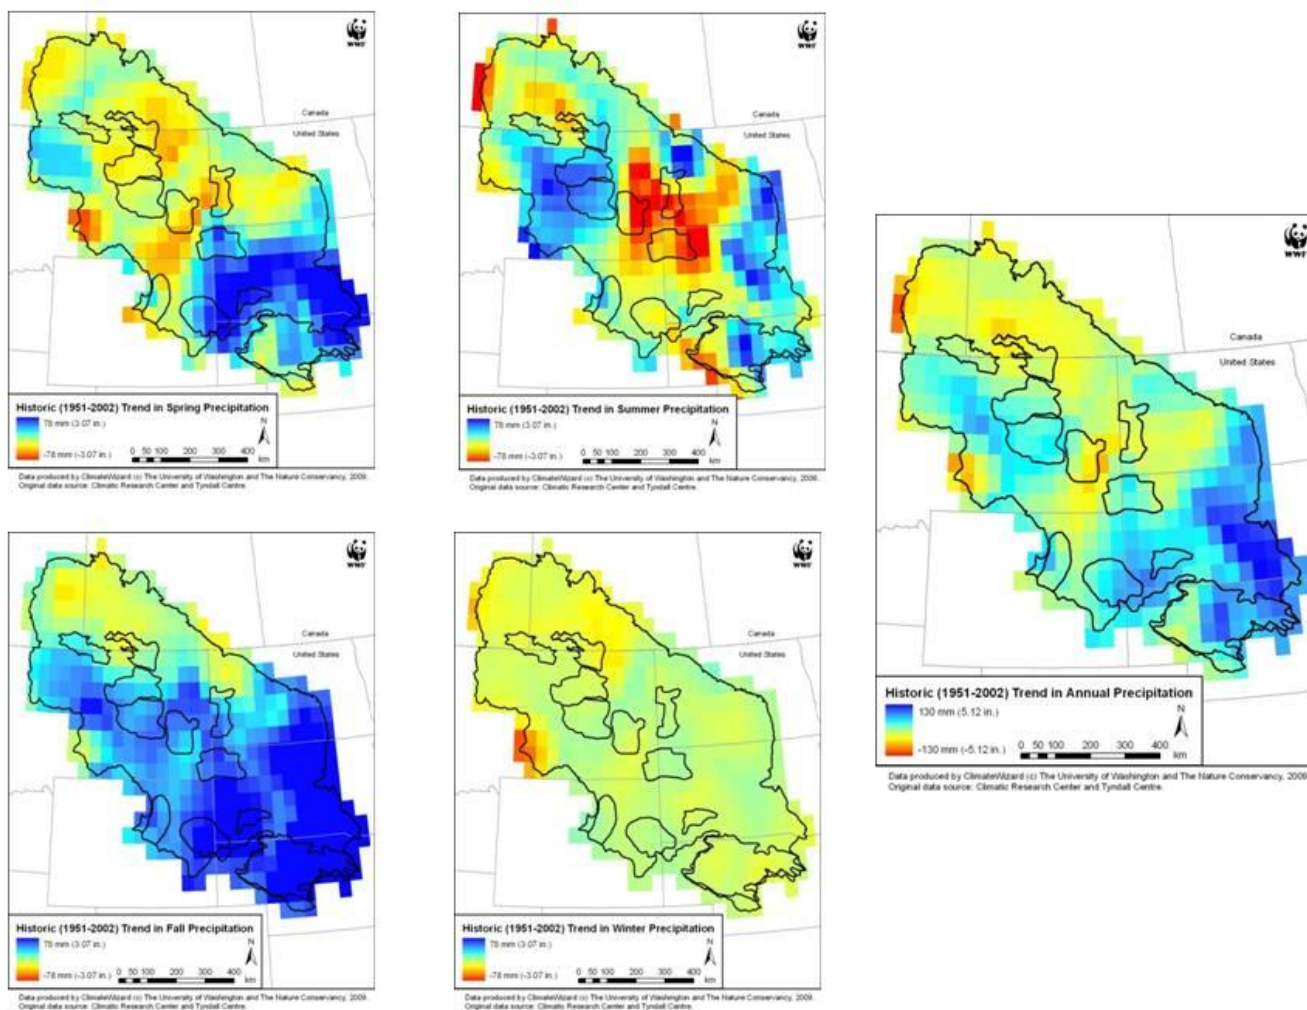 WWF
Canada
United States
Historic (1951-2002) Trend in Spring Precipitation
78 mm (3.07 in.)
-78 mm (-3.07 in.)
N
0 50 100 200 300 400
km
Data produced by ClimateWizard (c) The University of Washington and The Nature Conservancy, 2009.
Original data source: Climatic Research Center and Tyndall Centre.
WWF
Canada
United States
Historic (1951-2002) Trend in Summer Precipitation
78 mm (3.07 in.)
-78 mm (-3.07 in.)
N
0 50 100 200 300 400
km
Data produced by ClimateWizard (c) The University of Washington and The Nature Conservancy, 2009.
Original data source: Climatic Research Center and Tyndall Centre.
WWF
Canada
United States
Historic (1951-2002) Trend in Annual Precipitation
130 mm (5.12 in.)
-130 mm (-5.12 in.)
N
0 50 100 200 300 400
km
Data produced by ClimateWizard (c) The University of Washington and The Nature Conservancy, 2009
Original data source: Climatic Research Center and Tyndall Centre.
WWF
Canada
United States
Historic (1951-2002) Trend in Fall Precipitation
78 mm (3.07 in.)
-78 mm (-3.07 in.)
N
0 50 100 200 300 400
km
Data produced by ClimateWizard (c) The University of Washington and The Nature Conservancy, 2009.
Original data source: Climatic Research Center and Tyndall Centre.
WWF
Canada
United States
Historic (1951-2002) Trend in Winter Precipitation
78 mm (3.07 in.)
-78 mm (-3.07 in.)
N
0 50 100 200 300 400
km
Data produced by ClimateWizard (c) The University of Washington and The Nature Conservancy, 2009.
Original data source: Climatic Research Center and Tyndall Centre.